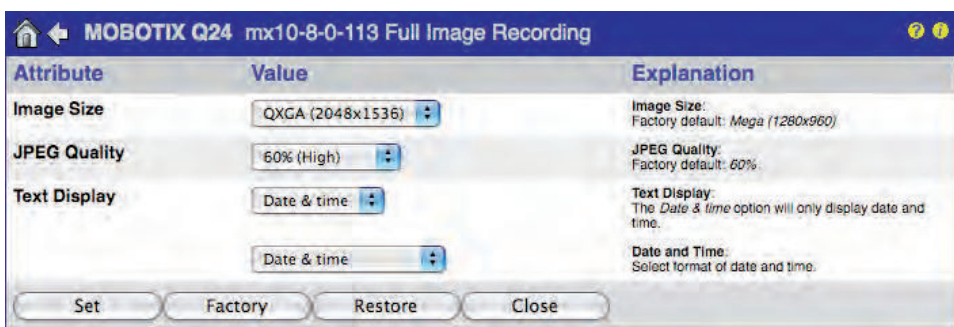 MOBOTIX Q24 mx10-8-0-113 Full Image Recording
Attribute Value Explanation
Image Size QXGA (2048x1536) Image Size:
Factory default: Mega (1280x960)
JPEG Quality 60% (High) JPEG Quality:
Factory default: 60%.
Text Display Date & time Text Display:
The Date & time option will only display date and
time.
Date & time Date and Time:
Select format of date and time.
Set Factory Restore Close